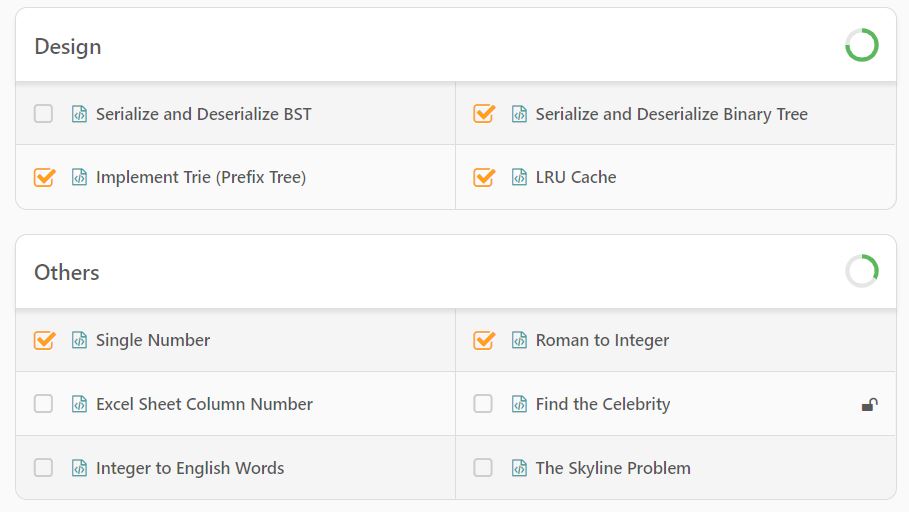 Design
Serialize and Deserialize BST
Serialize and Deserialize Binary Tree
Implement Trie (Prefix Tree)
LRU Cache
Others
Single Number
Roman to Integer
Excel Sheet Column Number
Find the Celebrity
Integer to English Words
The Skyline Problem